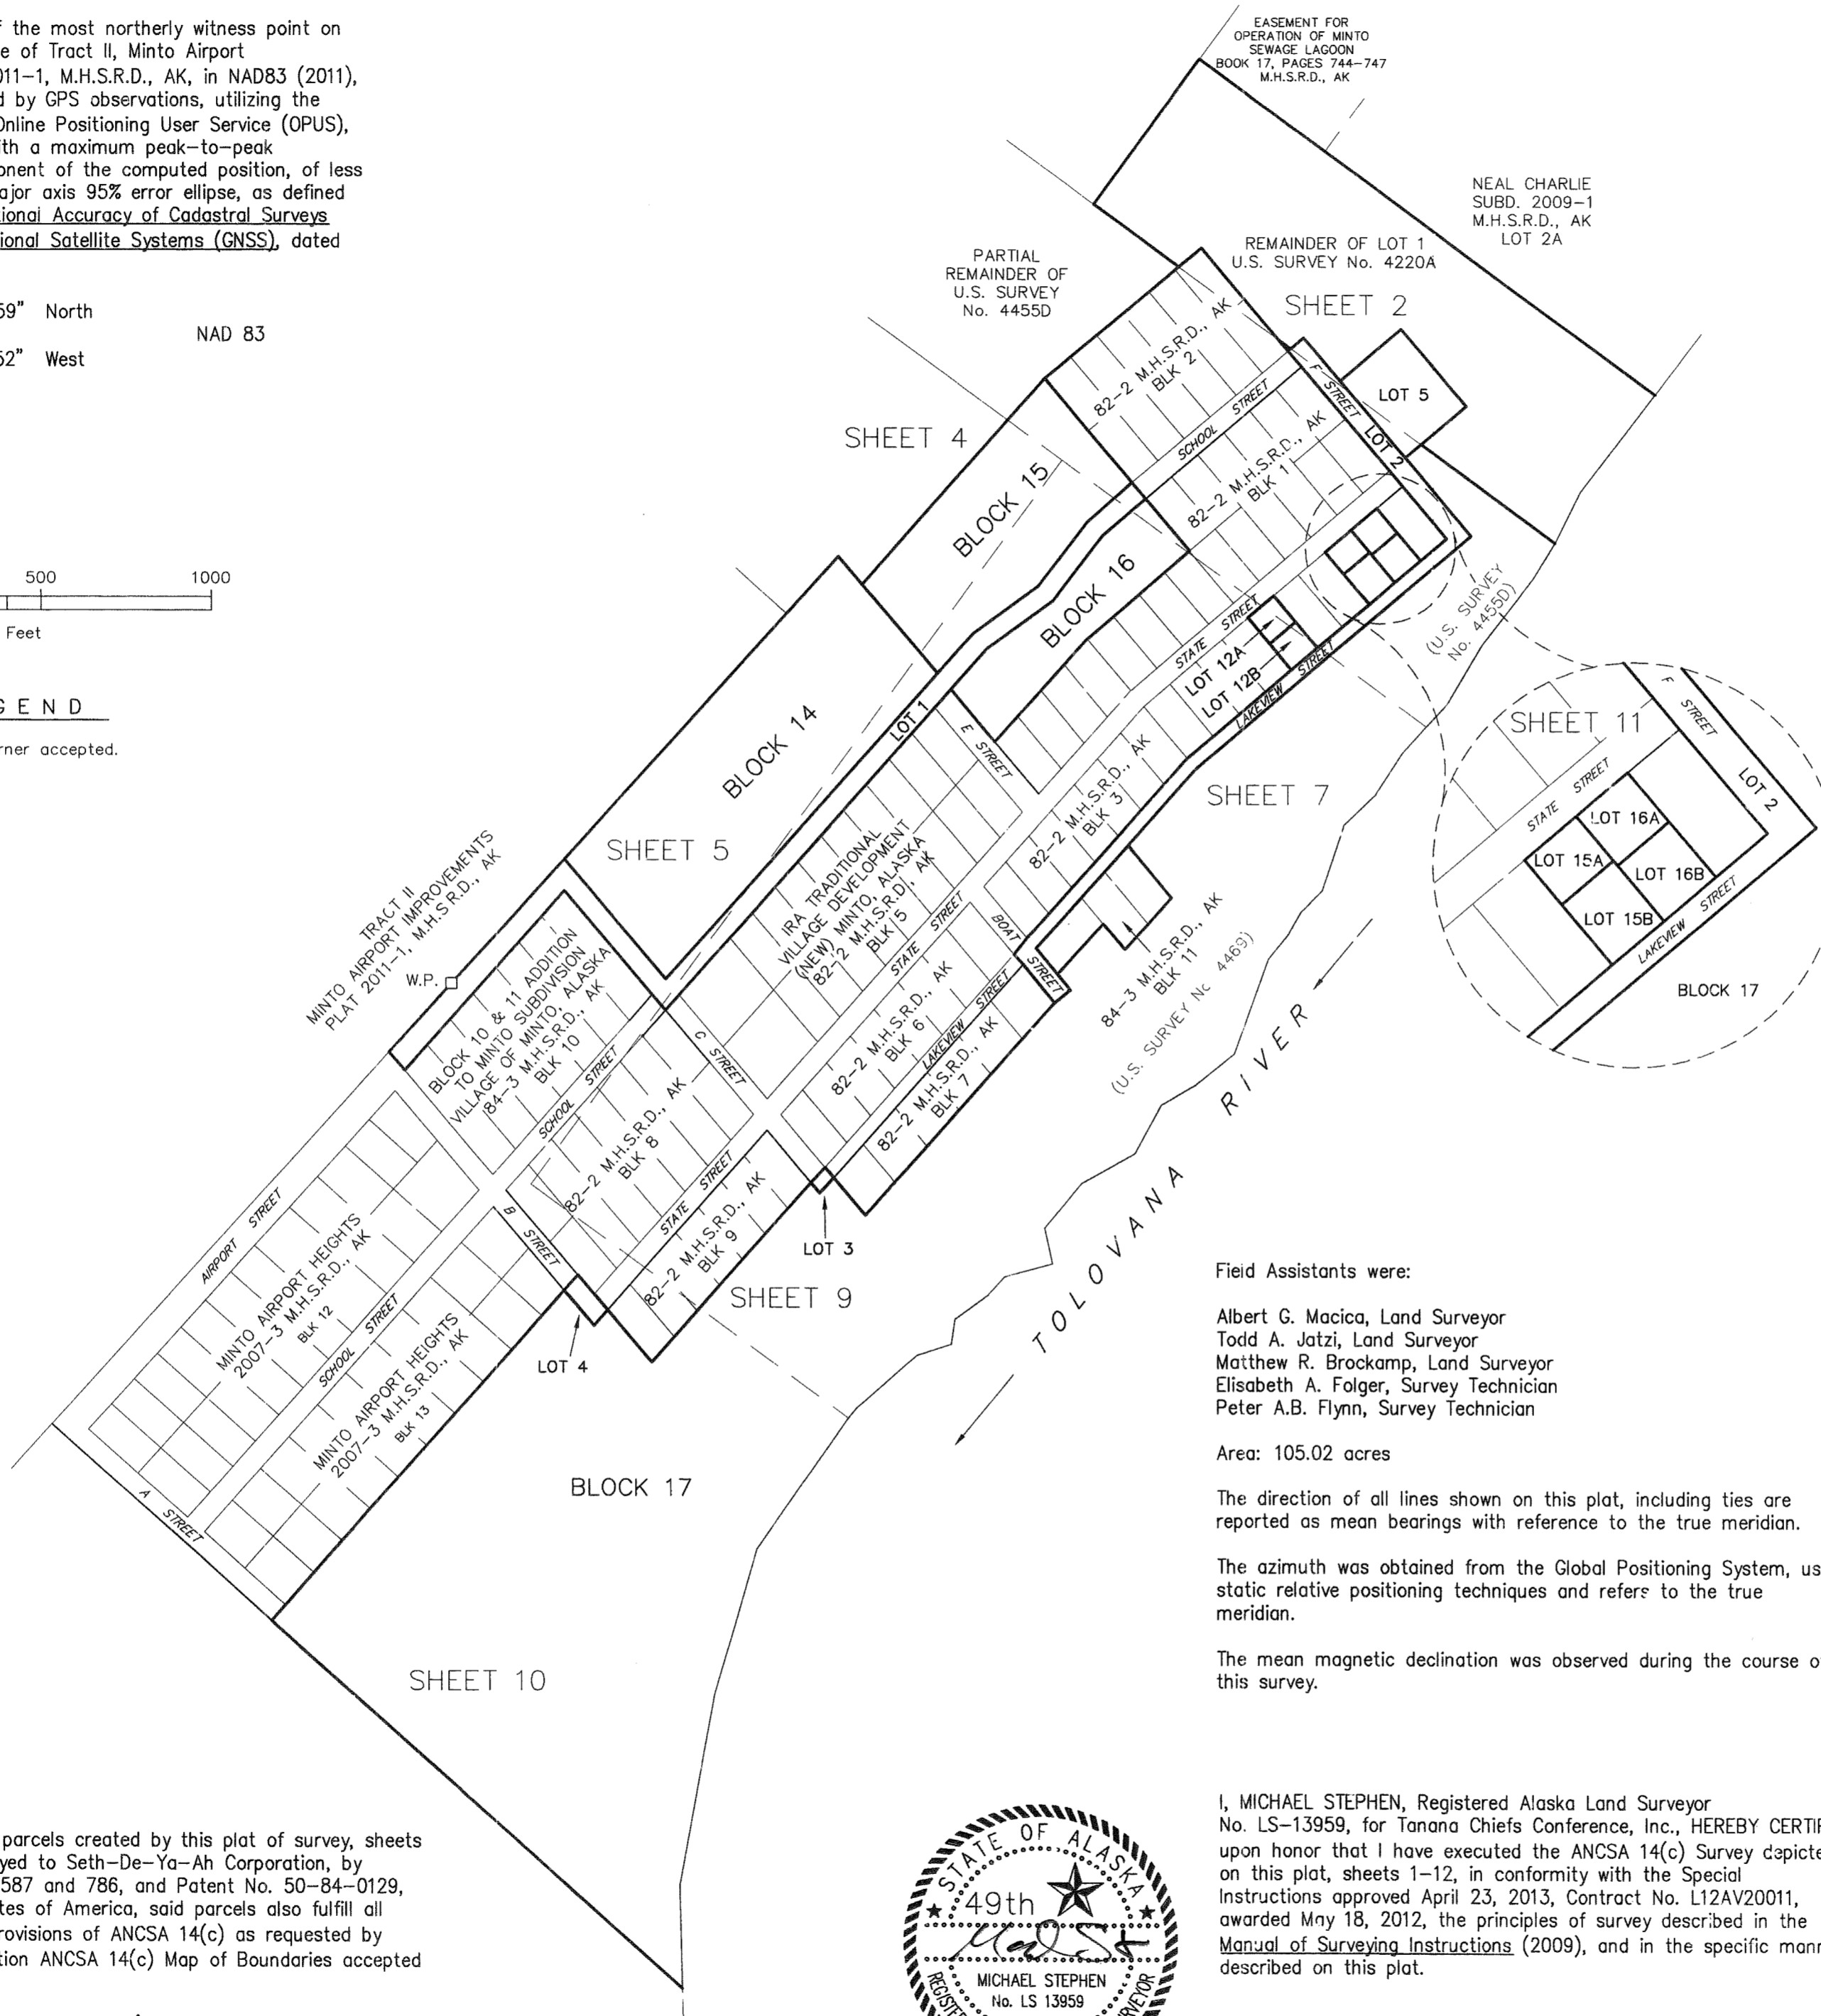 f the most northerly witness point on
e of Tract II, Minto Airport
011-1, M.H.S.R.D., AK, in NAD83 (2011),
d by GPS observations, utilizing the
Online Positioning User Service (OPUS),
ith a maximum peak-to-peak
ponent of the computed position, of less
ajor axis 95% error ellipse, as defined
tional Accuracy of Cadastral Surveys
tional Satellite Systems (GNSS), dated
59" North
NAD 83
52" West
500 1000
Feet
G E N D
rner accepted.
EASEMENT FOR
OPERATION OF MINTO
SEWAGE LAGOON
BOOK 17, PAGES 744-747
M.H.S.R.D., AK
NEAL CHARLIE
SUBD. 2009-1
M.H.S.R.D., AK
LOT 2A
PARTIAL
REMAINDER OF
U.S. SURVEY
No. 4455D
REMAINDER OF LOT 1
U.S. SURVEY No. 4220A
SHEET 2
82-2 M.H.S.R.D., AK
BLK 2
F STREET
LOT 5
SCHOOL STREET
LOT 2
SHEET 4
82-2 M.H.S.R.D., AK
BLK 1
BLOCK 15
BLOCK 16
STATE STREET
LOT 12A
LOT 12B
LAKEVIEW STREET
(U.S. SURVEY
No. 4455D)
SHEET 11
F STREET
STATE STREET
LOT 2
LOT 16A
LOT 15A
LOT 16B
LOT 15B
LAKEVIEW STREET
BLOCK 17
BLOCK 14
LOT 1
E STREET
SHEET 7
82-2 M.H.S.R.D., AK
BLK 3
SHEET 5
IRA TRADITIONAL
VILLAGE DEVELOPMENT
(NEW) MINTO, ALASKA
82-2 M.H.S.R.D., AK
BLK 5
STATE STREET
BOAT STREET
TRACT II
MINTO AIRPORT IMPROVEMENTS
PLAT 2011-1, M.H.S.R.D., AK
W.P.
BLOCK 10 & 11 ADDITION
TO MINTO SUBDIVISION
VILLAGE OF MINTO, ALASKA
84-3 M.H.S.R.D., AK
BLK 10
84-3 M.H.S.R.D., AK
BLK 11
(U.S. SURVEY No 4469)
82-2 M.H.S.R.D., AK
BLK 6
LAKEVIEW STREET
82-2 M.H.S.R.D., AK
BLK 7
C STREET
SCHOOL STREET
82-2 M.H.S.R.D., AK
BLK 8
STATE STREET
82-2 M.H.S.R.D., AK
BLK 9
B STREET
LOT 3
LOT 4
SHEET 9
TOLOVANA RIVER
AIRPORT STREET
MINTO AIRPORT HEIGHTS
2007-3 M.H.S.R.D., AK
BLK 12
SCHOOL STREET
MINTO AIRPORT HEIGHTS
2007-3 M.H.S.R.D., AK
BLK 13
A STREET
BLOCK 17
SHEET 10
Field Assistants were:
Albert G. Macica, Land Surveyor
Todd A. Jatzi, Land Surveyor
Matthew R. Brockamp, Land Surveyor
Elisabeth A. Folger, Survey Technician
Peter A.B. Flynn, Survey Technician
Area: 105.02 acres
The direction of all lines shown on this plat, including ties are
reported as mean bearings with reference to the true meridian.
The azimuth was obtained from the Global Positioning System, us
static relative positioning techniques and refers to the true
meridian.
The mean magnetic declination was observed during the course o
this survey.
parcels created by this plat of survey, sheets
yed to Seth-De-Ya-Ah Corporation, by
587 and 786, and Patent No. 50-84-0129,
tes of America, said parcels also fulfill all
rovisions of ANCSA 14(c) as requested by
tion ANCSA 14(c) Map of Boundaries accepted
STATE OF ALASKA
49th
MICHAEL STEPHEN
No. LS 13959
I, MICHAEL STEPHEN, Registered Alaska Land Surveyor
No. LS-13959, for Tanana Chiefs Conference, Inc., HEREBY CERTIF
upon honor that I have executed the ANCSA 14(c) Survey depicte
on this plat, sheets 1-12, in conformity with the Special
Instructions approved April 23, 2013, Contract No. L12AV20011,
awarded May 18, 2012, the principles of survey described in the
Manual of Surveying Instructions (2009), and in the specific mann
described on this plat.